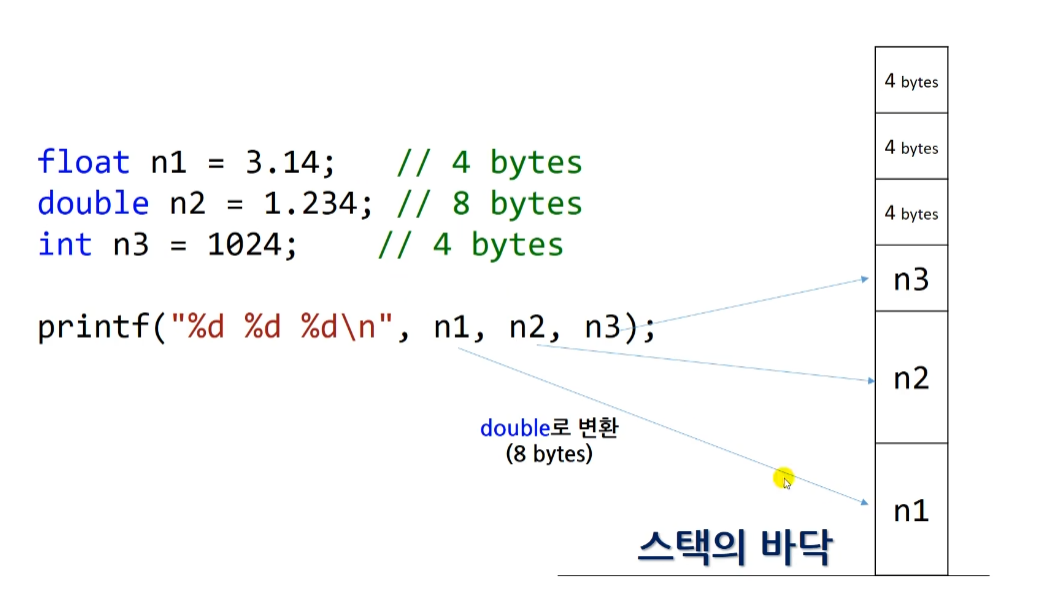 float n1 = 3.14;   // 4 bytes
double n2 = 1.234; // 8 bytes
int n3 = 1024;    // 4 bytes
printf("%d %d %d\n", n1, n2, n3);
double로 변환
(8 bytes)
스택의 바닥
4 bytes
4 bytes
4 bytes
n3
n2
n1